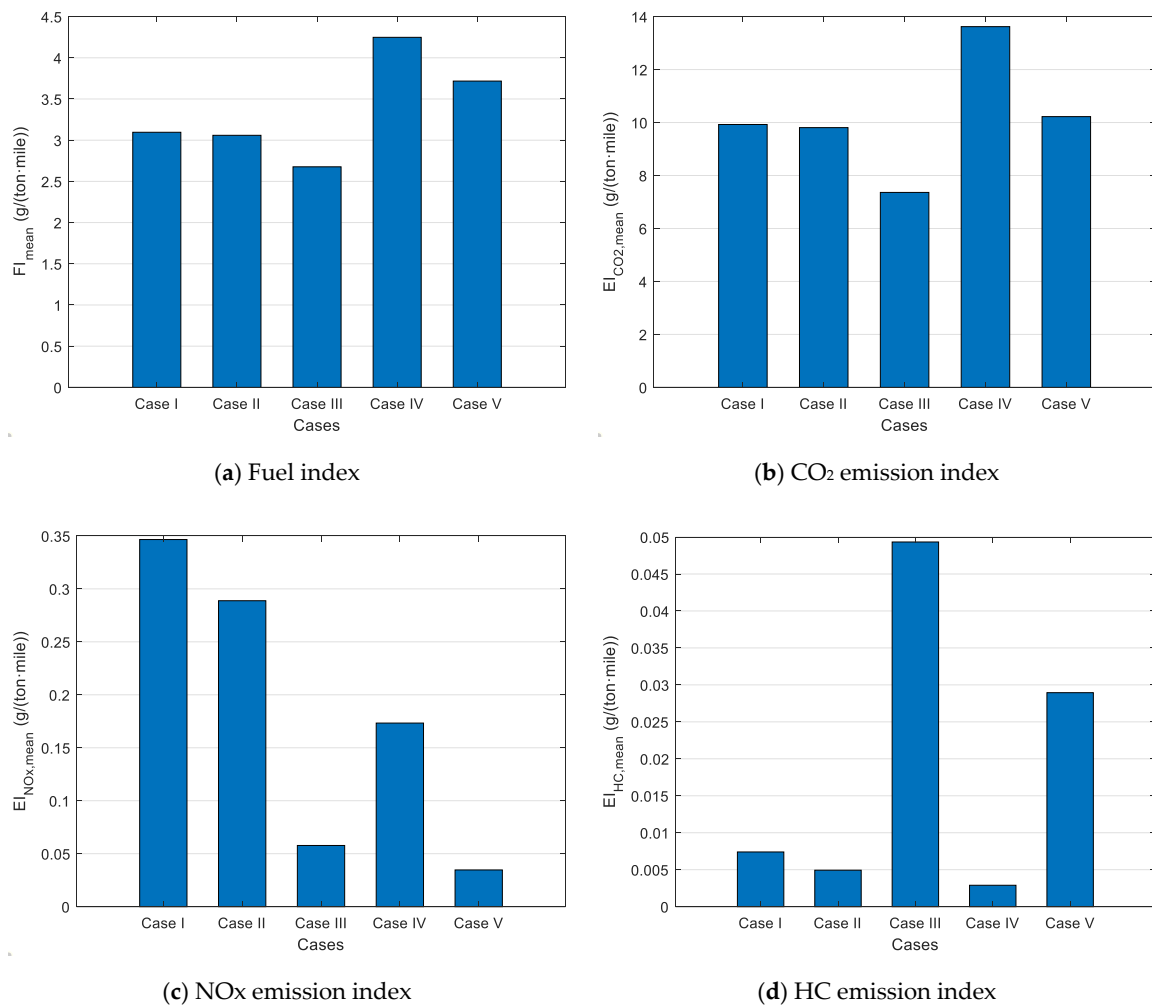 4.5
4
3.5
3
2.5
2
1.5
1
0.5
0
FI_mean (g/(ton·mile))
Case I Case II Case III Case IV Case V
Cases
(a) Fuel index
14
12
10
8
6
4
2
0
EI_CO2,mean (g/(ton·mile))
Case I Case II Case III Case IV Case V
Cases
(b) CO₂ emission index
0.35
0.3
0.25
0.2
0.15
0.1
0.05
0
EI_NOx,mean (g/(ton·mile))
Case I Case II Case III Case IV Case V
Cases
(c) NOx emission index
0.05
0.045
0.04
0.035
0.03
0.025
0.02
0.015
0.01
0.005
0
EI_HC,mean (g/(ton·mile))
Case I Case II Case III Case IV Case V
Cases
(d) HC emission index